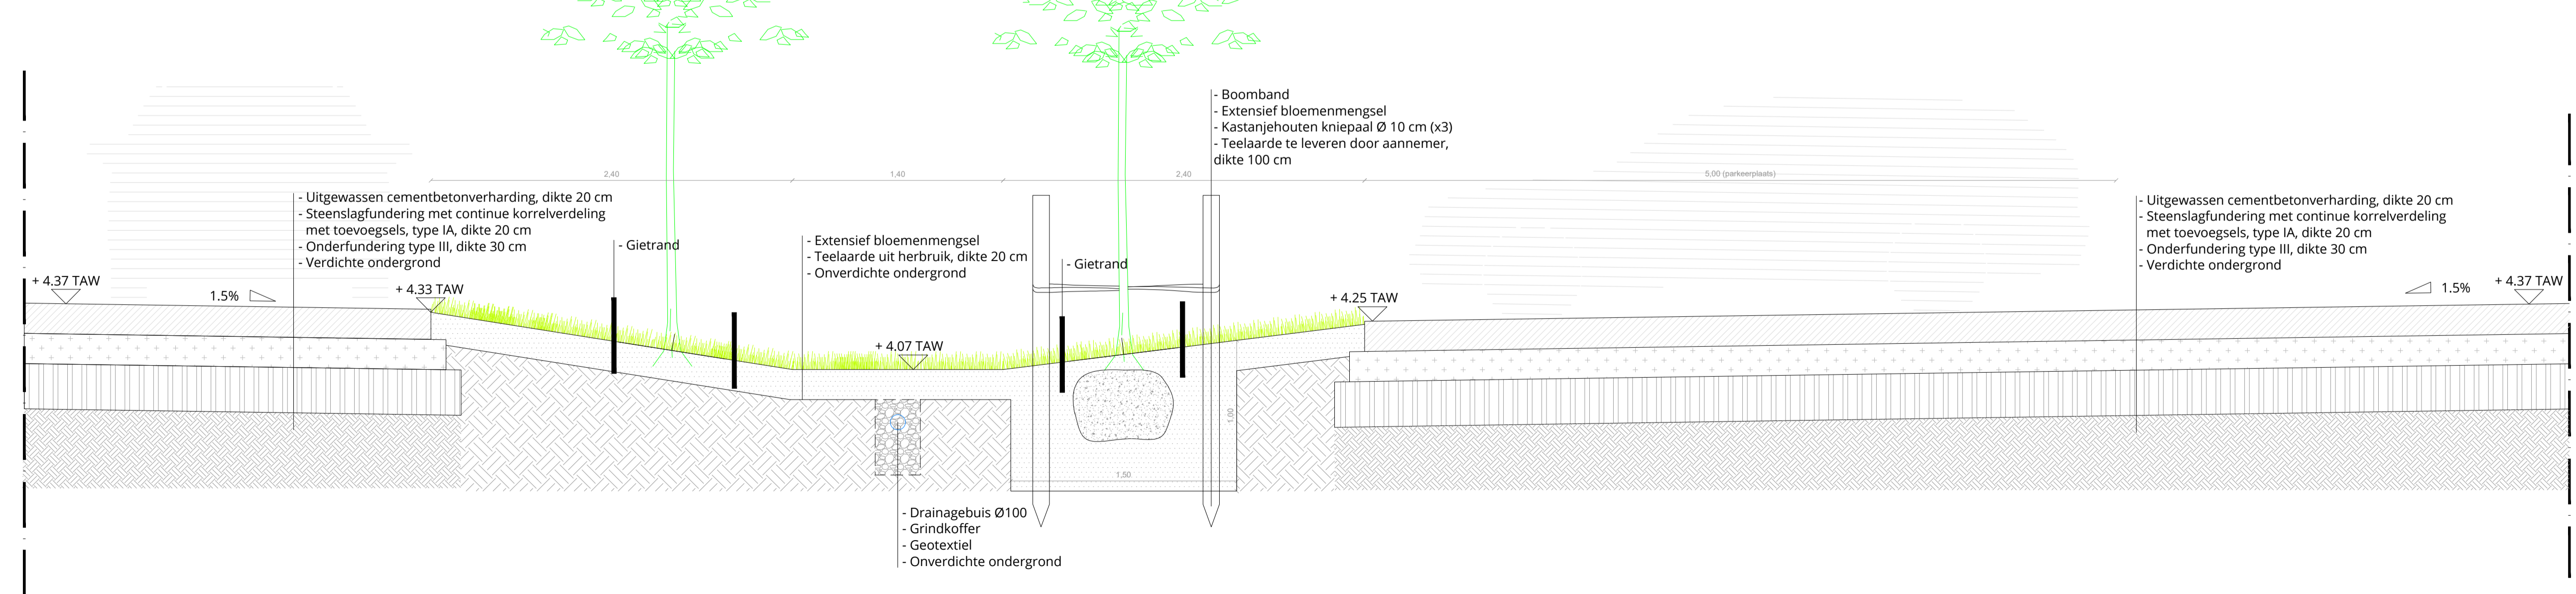 - Boomband
- Extensief bloemenmengsel
- Kastanjehouten kniepaal Ø 10 cm (x3)
- Teelaarde te leveren door aannemer,
dikte 100 cm
2,40
1,40
2,40
5,00 (parkeerplaats)
- Uitgewassen cementbetonverharding, dikte 20 cm
- Steenslagfundering met continue korrelverdeling
met toevoegsels, type IA, dikte 20 cm
- Onderfundering type III, dikte 30 cm
- Verdichte ondergrond
- Gietrand
- Extensief bloemenmengsel
- Teelaarde uit herbruik, dikte 20 cm
- Onverdichte ondergrond
- Gietrand
- Uitgewassen cementbetonverharding, dikte 20 cm
- Steenslagfundering met continue korrelverdeling
met toevoegsels, type IA, dikte 20 cm
- Onderfundering type III, dikte 30 cm
- Verdichte ondergrond
+ 4.37 TAW
1.5%
+ 4.33 TAW
+ 4.07 TAW
+ 4.25 TAW
1.5%
+ 4.37 TAW
1,00
1,50
- Drainagebuis Ø100
- Grindkoffer
- Geotextiel
- Onverdichte ondergrond